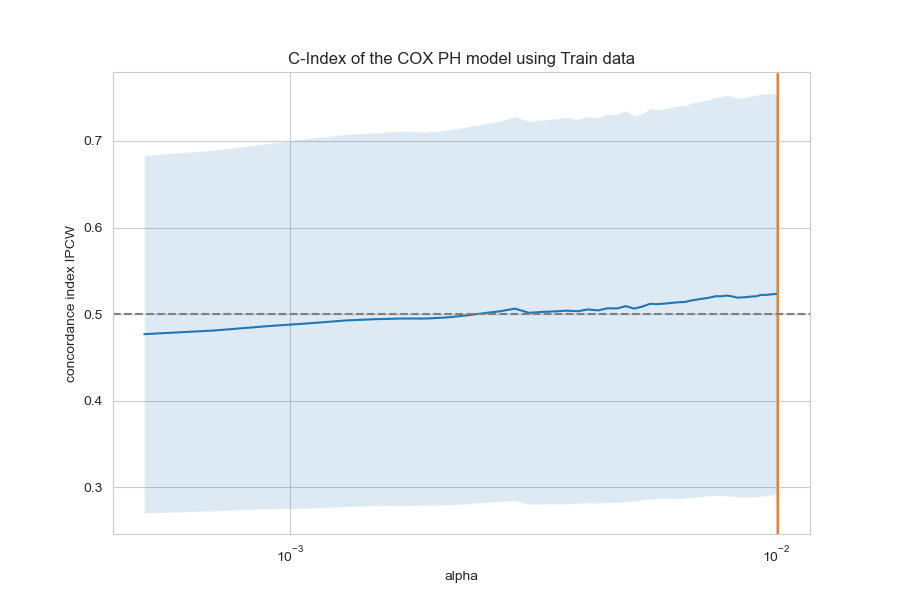 C-Index of the COX PH model using Train data
concordance index IPCW
0.7
0.6
0.5
0.4
0.3
10⁻³
10⁻²
alpha